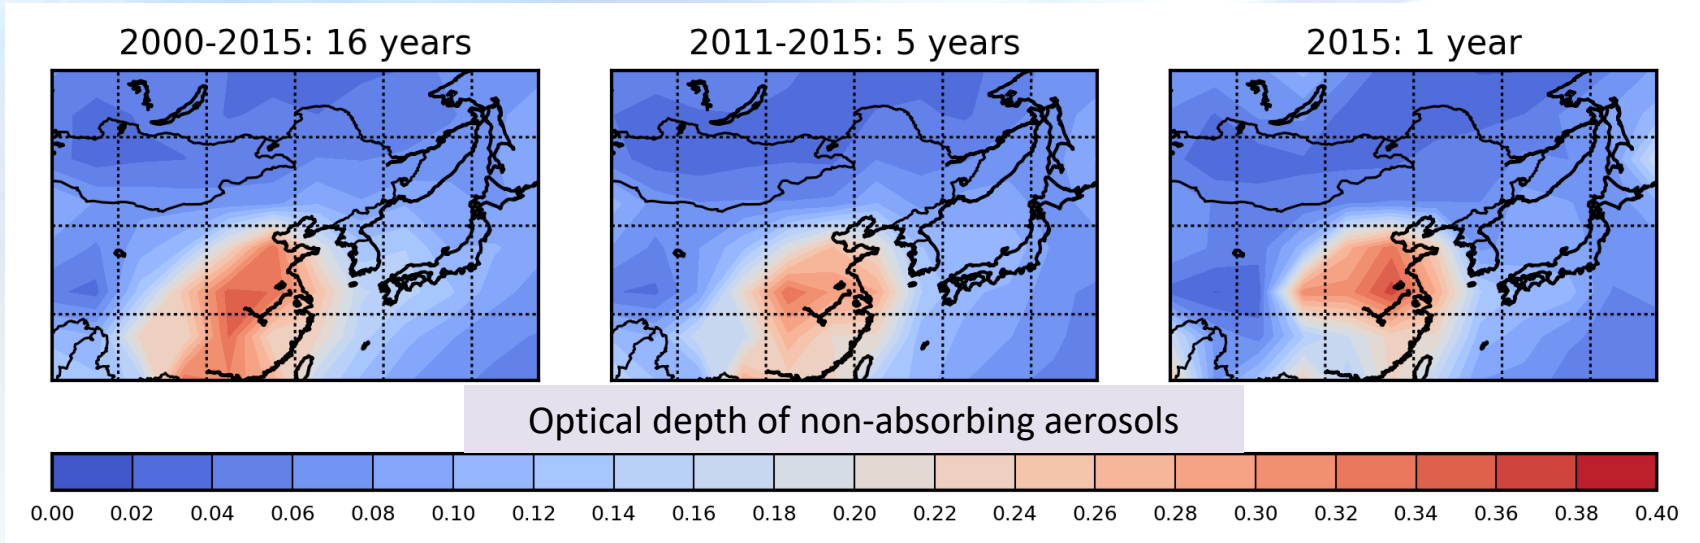 2000-2015: 16 years
2011-2015: 5 years
2015: 1 year
Optical depth of non-absorbing aerosols
0.00 0.02 0.04 0.06 0.08 0.10 0.12 0.14 0.16 0.18 0.20 0.22 0.24 0.26 0.28 0.30 0.32 0.34 0.36 0.38 0.40